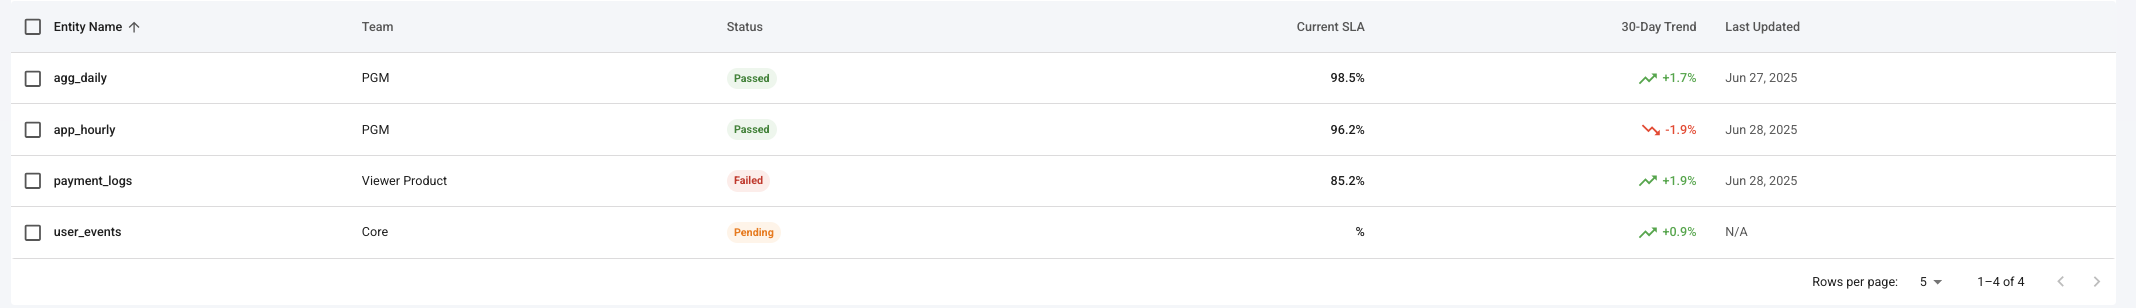 Entity Name Team Status Current SLA 30-Day Trend Last Updated
agg_daily PGM Passed 98.5% +1.7% Jun 27, 2025
app_hourly PGM Passed 96.2% -1.9% Jun 28, 2025
payment_logs Viewer Product Failed 85.2% +1.9% Jun 28, 2025
user_events Core Pending % +0.9% N/A
Rows per page: 5 1–4 of 4